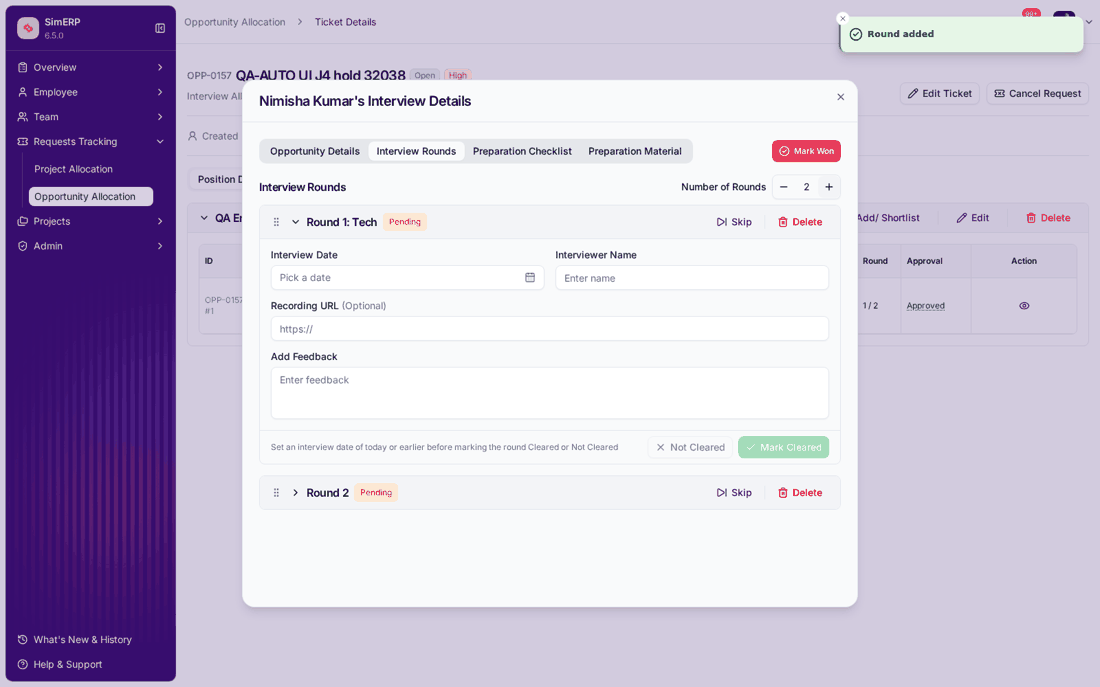 SimERP
6.5.0
Overview
Employee
Team
Requests Tracking
Project Allocation
Opportunity Allocation
Projects
Admin
What's New & History
Help & Support
Opportunity Allocation > Ticket Details
99+
Round added
OPP-0157 QA-AUTO UI J4 hold 32038 Open High
Interview All
Edit Ticket
Cancel Request
Created
Position D
QA En
Add/ Shortlist
Edit
Delete
ID
Round
Approval
Action
OPP-0157
#1
1 / 2
Approved
Nimisha Kumar's Interview Details
Opportunity Details
Interview Rounds
Preparation Checklist
Preparation Material
Mark Won
Interview Rounds
Number of Rounds
2
Round 1: Tech
Pending
Skip
Delete
Interview Date
Interviewer Name
Pick a date
Enter name
Recording URL (Optional)
https://
Add Feedback
Enter feedback
Set an interview date of today or earlier before marking the round Cleared or Not Cleared
Not Cleared
Mark Cleared
Round 2
Pending
Skip
Delete